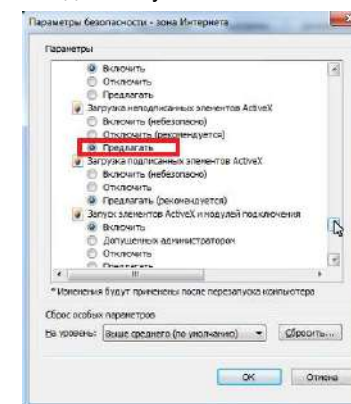 Параметры безопасности - зона Интернета
Параметры
Включить
Отключить
Предлагать
Загрузка неподписанных элементов ActiveX
Включить (небезопасно)
Отключить (рекомендуется)
Предлагать
Загрузка подписанных элементов ActiveX
Включить (небезопасно)
Отключить
Предлагать (рекомендуется)
Запуск элементов ActiveX и модулей подключения
Включить
Допущенных администратором
Отключить
Предлагать
* Изменения будут применены после перезапуска компьютера
Сброс особых параметров
На уровень: Выше среднего (по умолчанию) Сбросить...
ОК Отмена